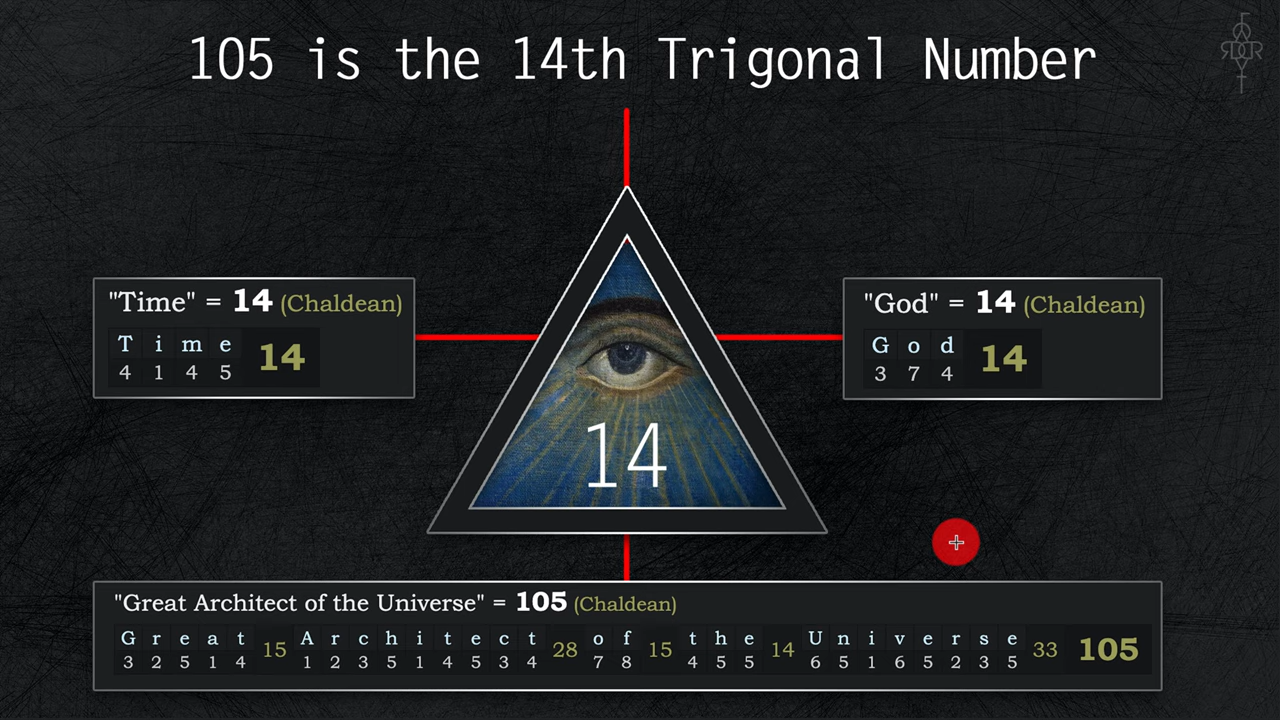 105 is the 14th Trigonal Number
"Time" = 14 (Chaldean)
T i m e 14
4 1 4 5
"God" = 14 (Chaldean)
G o d 14
3 7 4
14
"Great Architect of the Universe" = 105 (Chaldean)
G r e a t 15 A r c h i t e c t 28 o f 15 t h e 14 U n i v e r s e 33 105
3 2 5 1 4 1 2 3 5 1 4 5 3 4 7 8 4 5 5 6 5 1 6 5 2 3 5